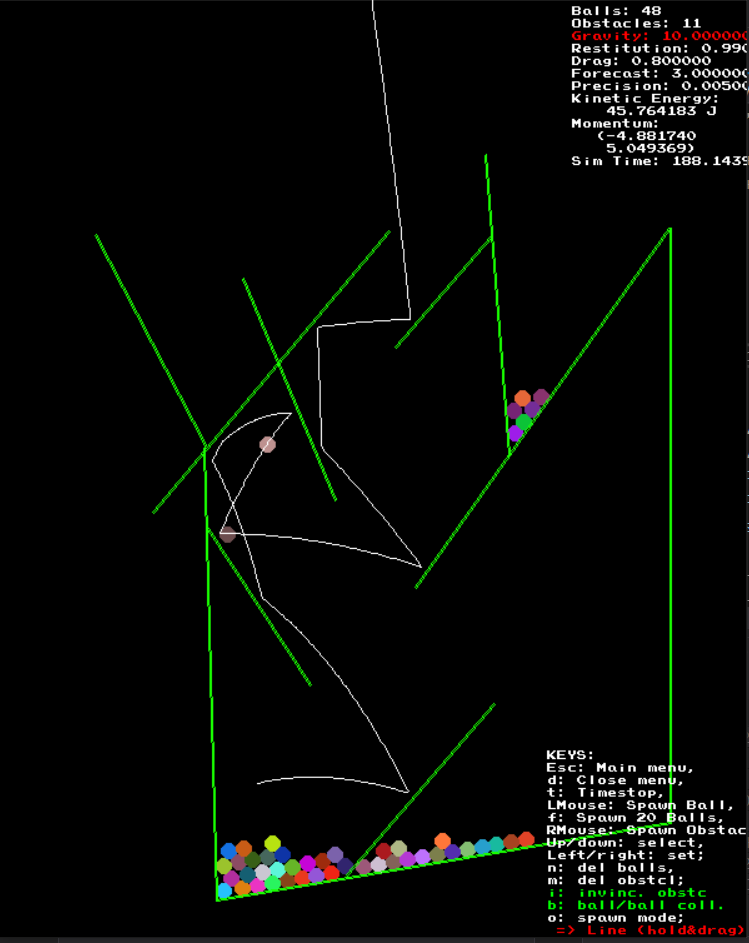 Balls: 48
Obstacles: 11
Gravity: 10.000000
Restitution: 0.990
Drag: 0.800000
Forecast: 3.000000
Precision: 0.00500
Kinetic Energy:
45.764183 J
Momentum:
(-4.881740
5.049369)
Sim Time: 188.1439
KEYS:
Esc: Main menu,
d: Close menu,
t: Timestop,
LMouse: Spawn Ball,
f: Spawn 20 Balls,
RMouse: Spawn Obstac
Up/down: select,
Left/right: set;
n: del balls,
m: del obstcl;
i: invinc. obstc
b: ball/ball coll.
o: spawn mode;
=> Line (hold&drag)